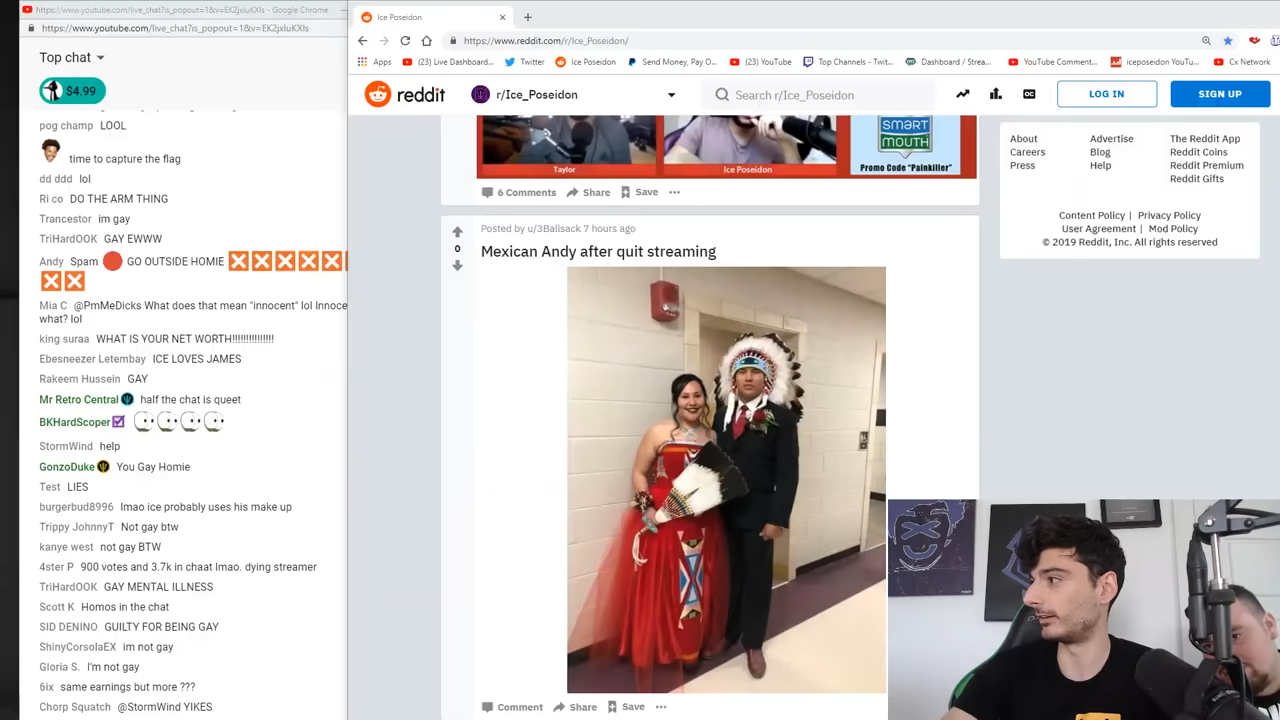 https://www.youtube.com/live_chat?is_popout=1&v=EK2jxluKXls - Google Chrome
https://www.youtube.com/live_chat?is_popout=1&v=EK2jxluKXls
Top chat
$4.99
pog champ LOOL
time to capture the flag
dd ddd lol
Ri co DO THE ARM THING
Trancestor im gay
TriHardOOK GAY EWWW
Andy Spam GO OUTSIDE HOMIE
Mia C @PmMeDicks What does that mean "innocent" lol Innoce
what? lol
king suraa WHAT IS YOUR NET WORTH!!!!!!!!!!!!!!!
Ebesneezer Letembay ICE LOVES JAMES
Rakeem Hussein GAY
Mr Retro Central half the chat is queet
BKHardScoper
StormWind help
GonzoDuke You Gay Homie
Test LIES
burgerbud8996 lmao ice probably uses his make up
Trippy JohnnyT Not gay btw
kanye west not gay BTW
4ster P 900 votes and 3.7k in chaat lmao. dying streamer
TriHardOOK GAY MENTAL ILLNESS
Scott K Homos in the chat
SID DENINO GUILTY FOR BEING GAY
ShinyCorsolaEX im not gay
Gloria S. I'm not gay
6ix same earnings but more ???
Chorp Squatch @StormWind YIKES
Ice Poseidon
https://www.reddit.com/r/Ice_Poseidon/
Apps (23) Live Dashboard... Twitter Ice Poseidon Send Money, Pay O... (23) YouTube Top Channels - Twit... Dashboard / Strea... YouTube Comment... iceposeidon YouTu... Cx Network
reddit r/Ice_Poseidon Search r/Ice_Poseidon LOG IN SIGN UP
SMART
MOUTH
Taylor Ice Poseidon Promo Code "Painkiller"
6 Comments Share Save
Posted by u/3Ballsack 7 hours ago
0
Mexican Andy after quit streaming
Comment Share Save
About Advertise The Reddit App
Careers Blog Reddit Coins
Press Help Reddit Premium
Reddit Gifts
Content Policy | Privacy Policy
User Agreement | Mod Policy
© 2019 Reddit, Inc. All rights reserved